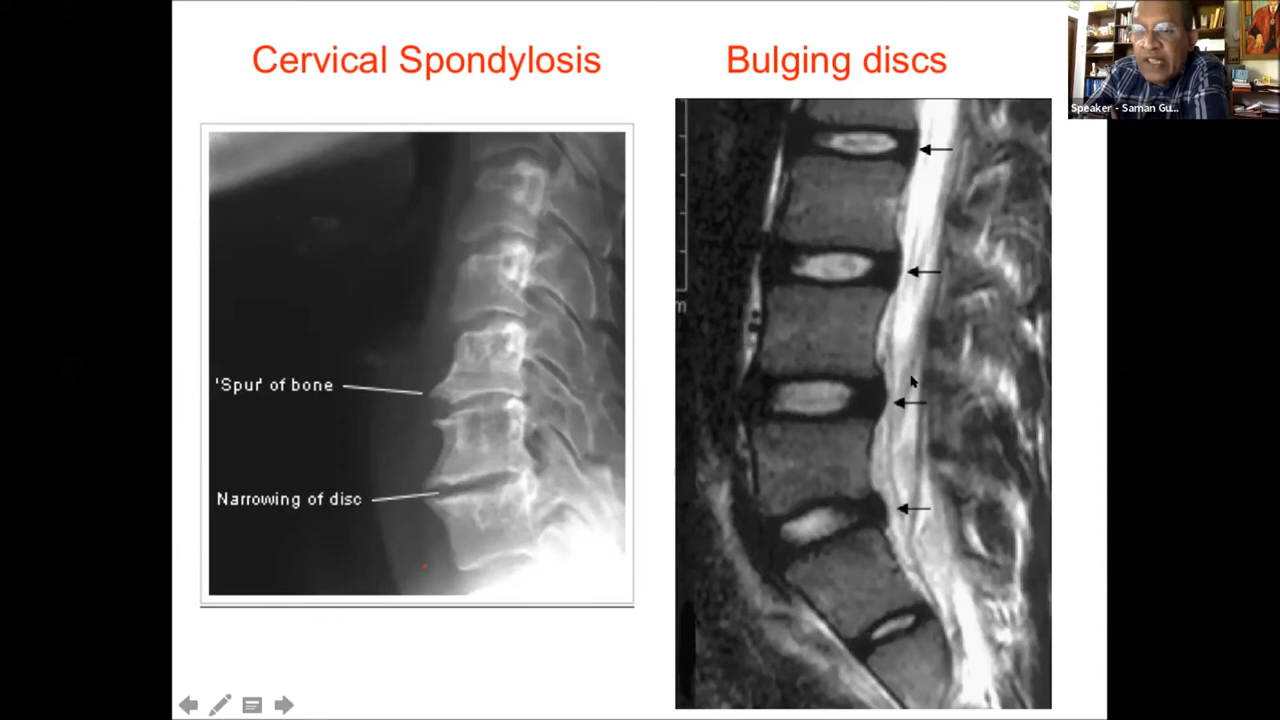 Cervical Spondylosis
Bulging discs
Speaker - Saman Gu...
'Spur' of bone
Narrowing of disc
m